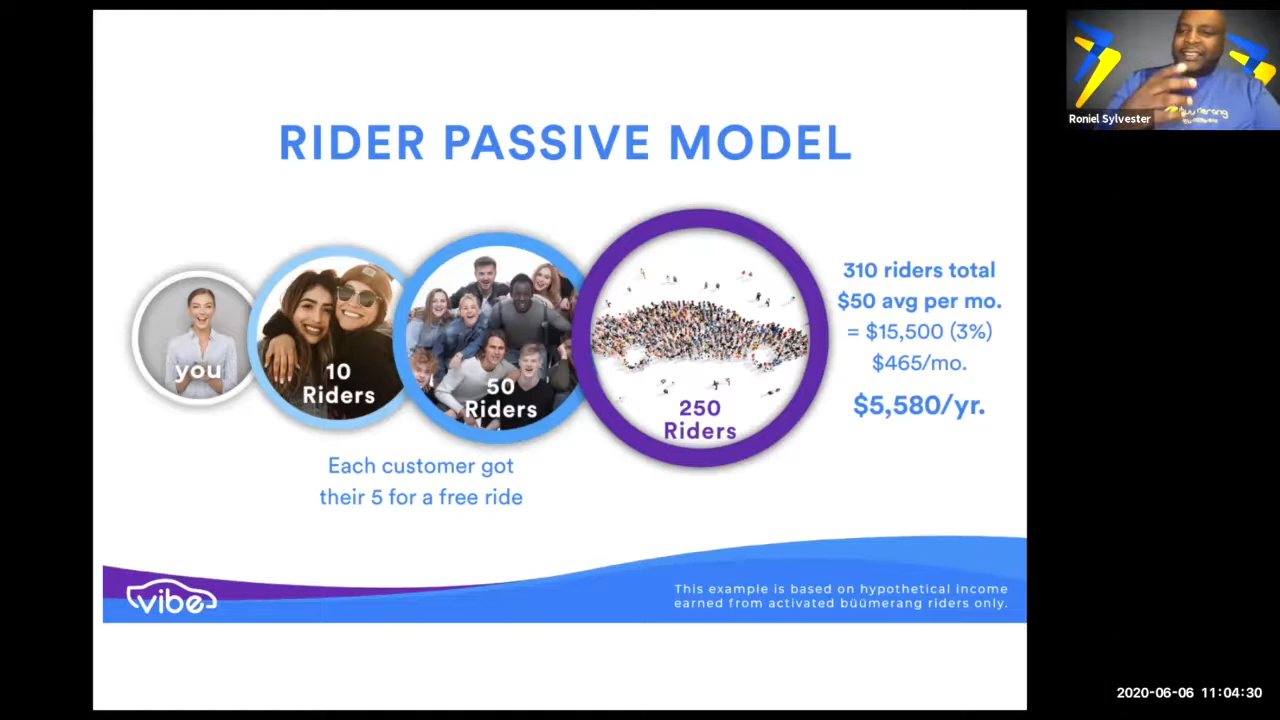 RIDER PASSIVE MODEL
you
10
Riders
50
Riders
250
Riders
310 riders total
$50 avg per mo.
= $15,500 (3%)
$465/mo.
$5,580/yr.
Each customer got
their 5 for a free ride
vibe
This example is based on hypothetical income
earned from activated büümerang riders only.
Roniel Sylvester
2020-06-06 11:04:30